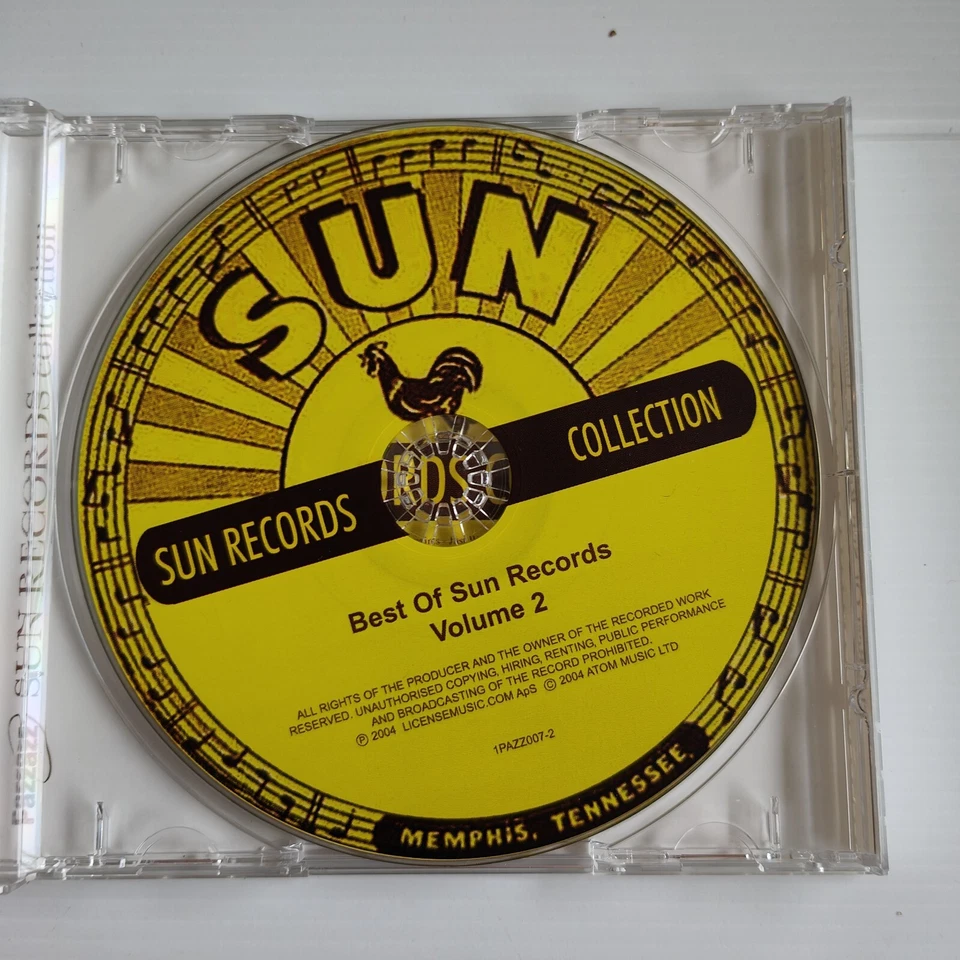 SUN
SUN RECORDS COLLECTION
Best Of Sun Records
Volume 2
ALL RIGHTS OF THE PRODUCER AND THE OWNER OF THE RECORDED WORK
RESERVED. UNAUTHORISED COPYING, HIRING, RENTING, PUBLIC PERFORMANCE
AND BROADCASTING OF THE RECORD PROHIBITED.
℗ 2004 LICENSEMUSIC.COM ApS © 2004 ATOM MUSIC LTD
1PAZZ007-2
MEMPHIS, TENNESSEE
SUN RECORDS collection